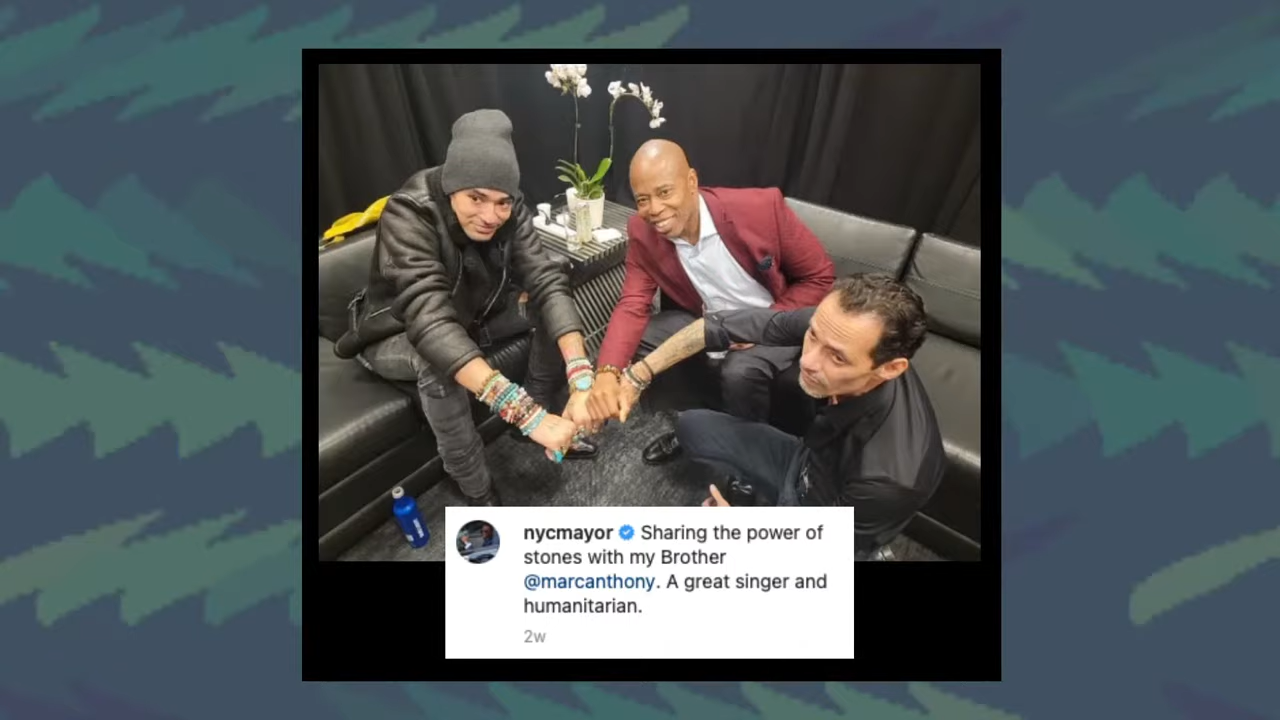 nycmayor Sharing the power of
stones with my Brother
@marcanthony. A great singer and
humanitarian.
2w